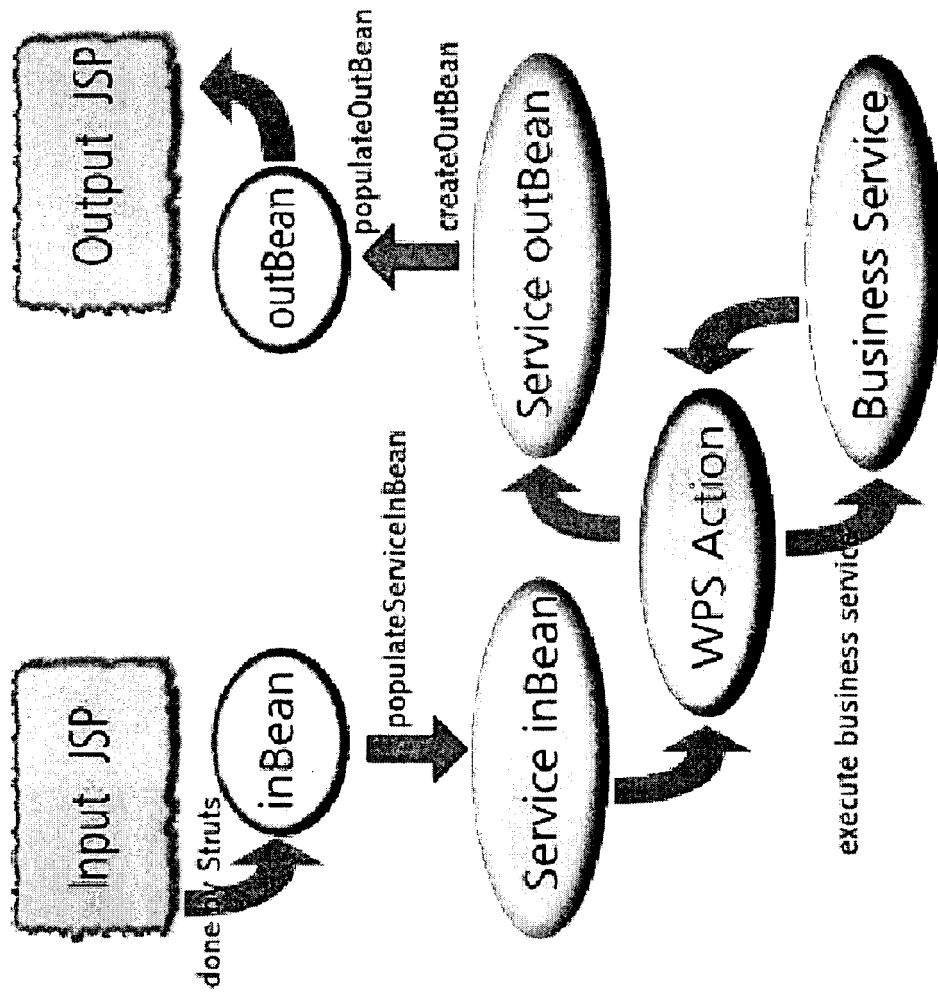 Input JSP
Output JSP
done by Struts
inBean
outBean
populateServiceInBean
populateOutBean
createOutBean
Service inBean
Service outBean
WPS Action
execute business service
Business Service